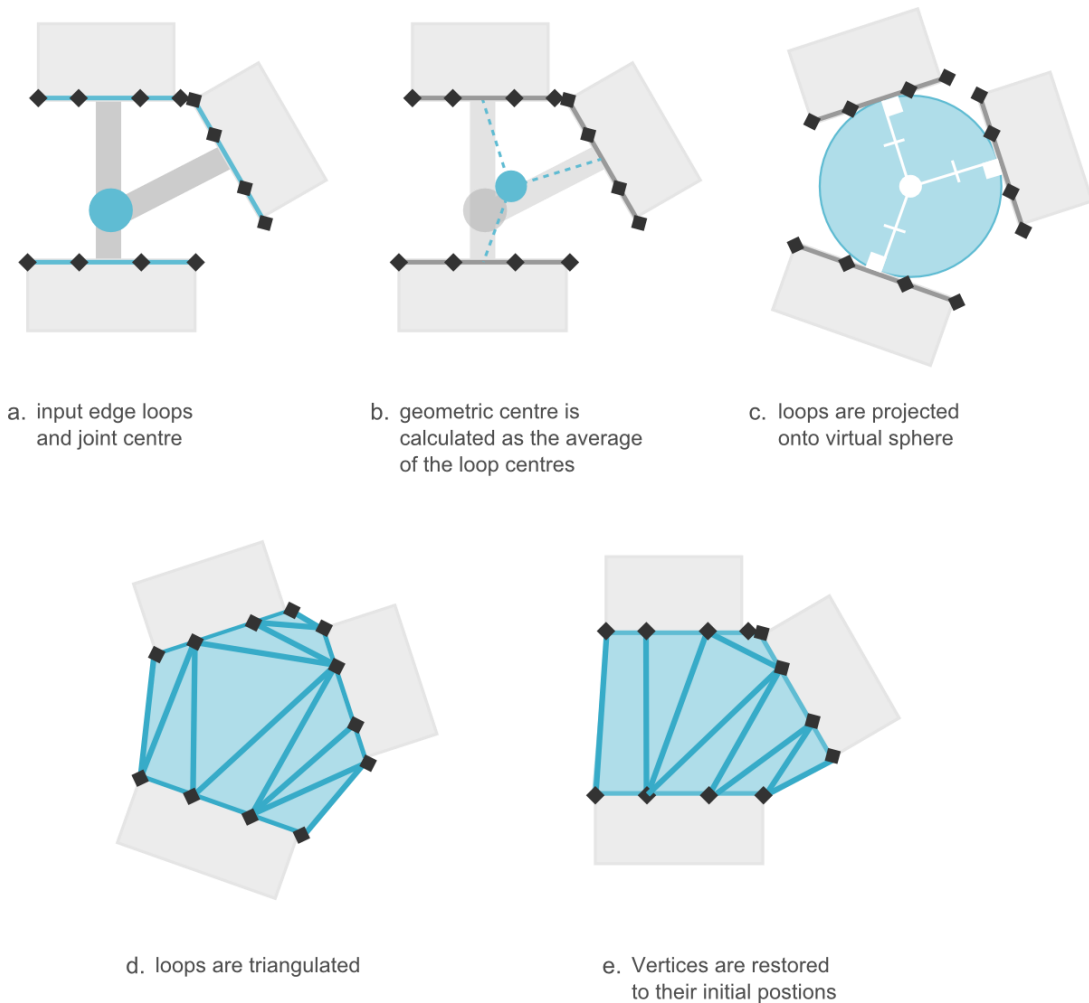 a. input edge loops
and joint centre
b. geometric centre is
calculated as the average
of the loop centres
c. loops are projected
onto virtual sphere
d. loops are triangulated
e. Vertices are restored
to their initial postions